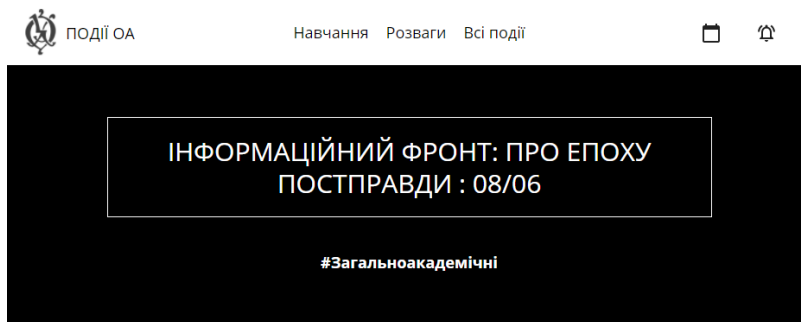 ПОДІЇ ОА
Навчання Розваги Всі події
ІНФОРМАЦІЙНИЙ ФРОНТ: ПРО ЕПОХУ
ПОСТПРАВДИ : 08/06
#Загальноакадемічні